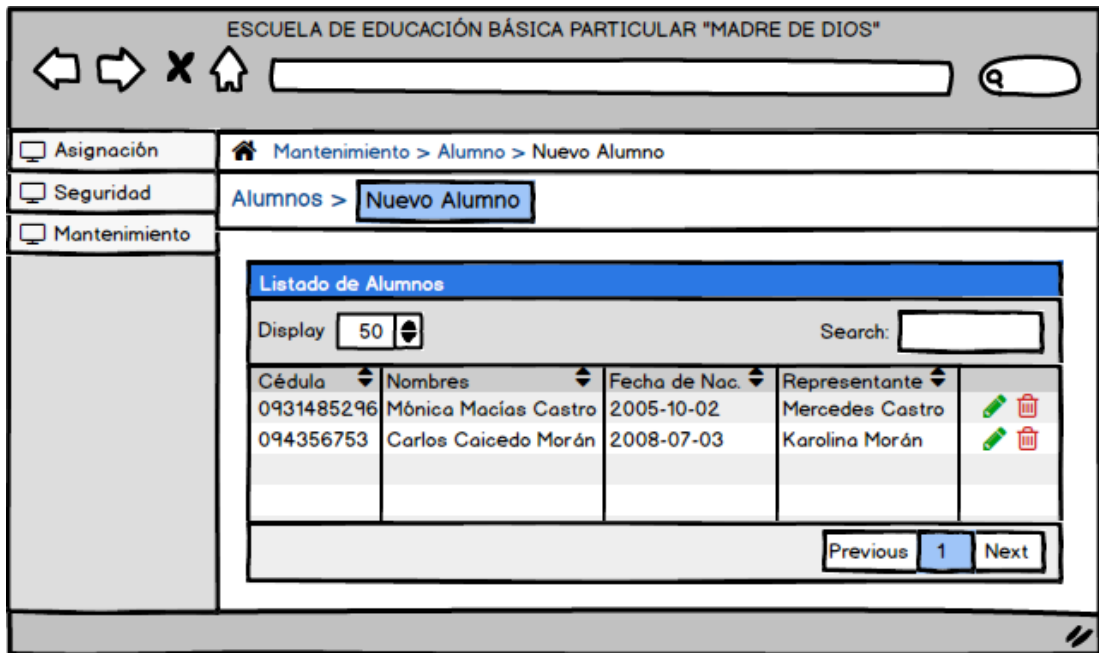 ESCUELA DE EDUCACIÓN BÁSICA PARTICULAR "MADRE DE DIOS"
Asignación
Seguridad
Mantenimiento
Mantenimiento > Alumno > Nuevo Alumno
Alumnos > Nuevo Alumno
Listado de Alumnos
Display 50 Search:
Cédula Nombres Fecha de Nac. Representante
0931485296 Mónica Macías Castro 2005-10-02 Mercedes Castro
094356753 Carlos Caicedo Morán 2008-07-03 Karolina Morán
Previous 1 Next